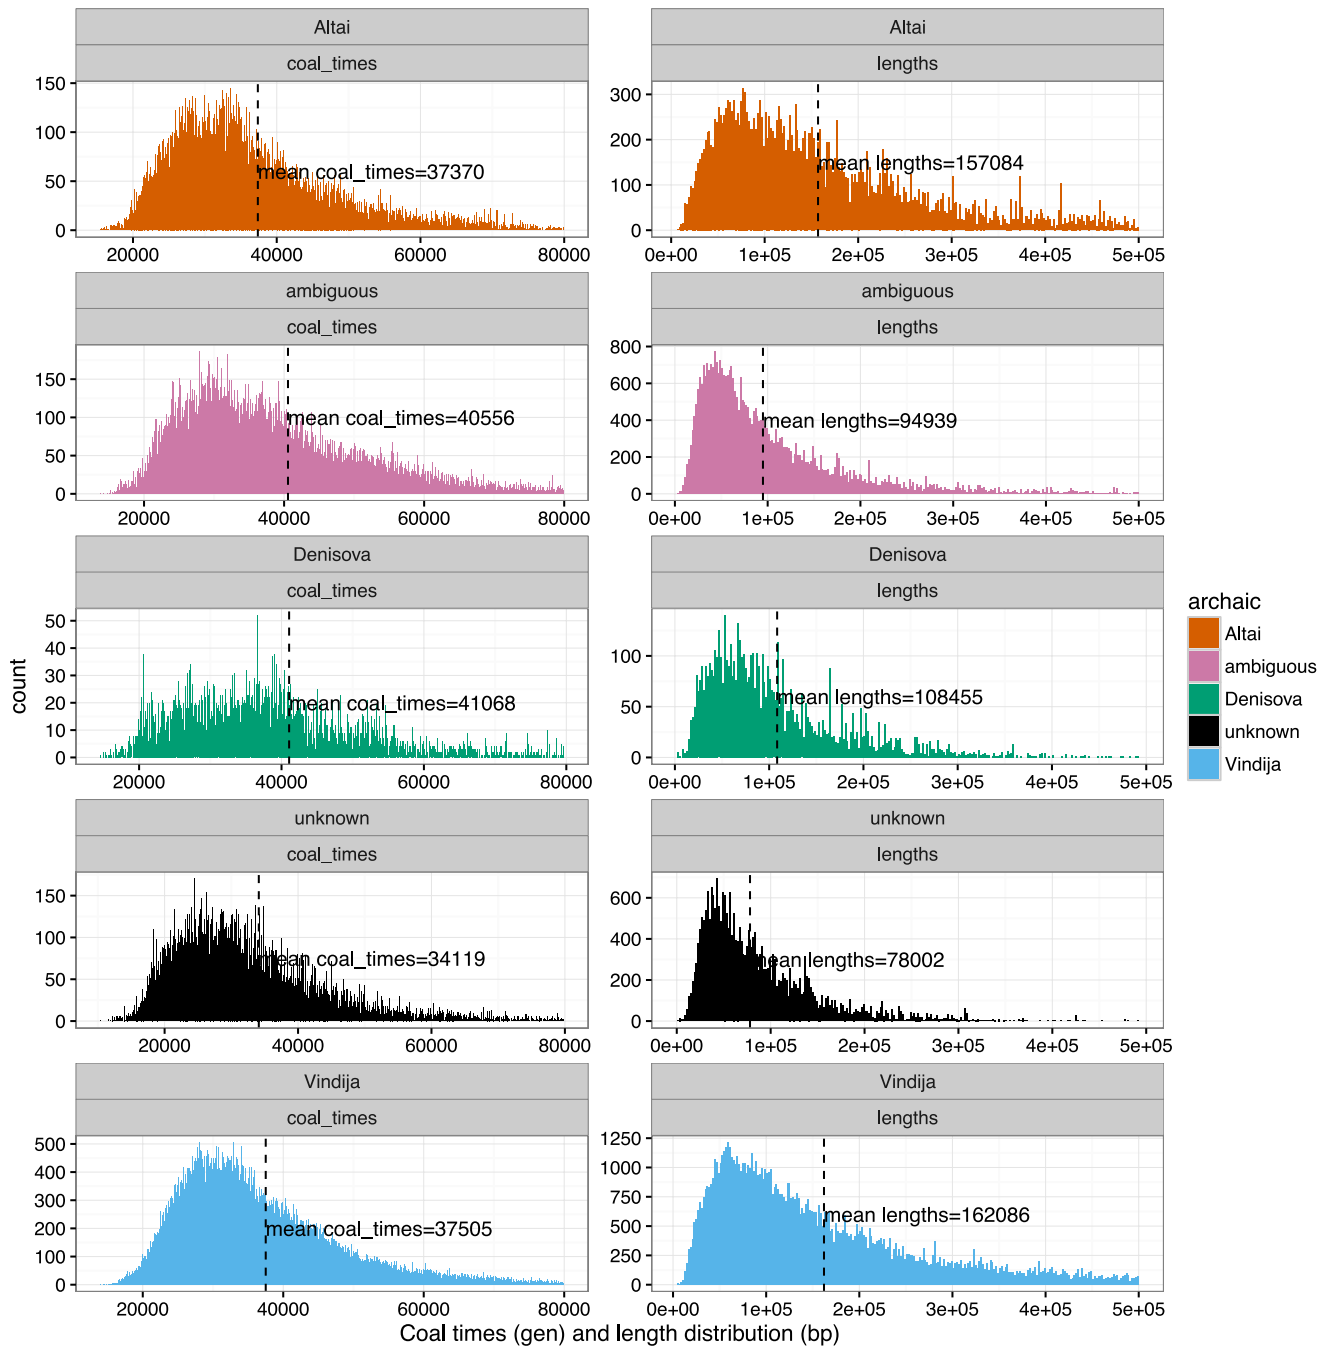 Altai
coal_times
150
100
50
0
mean coal_times=37370
20000 40000 60000 80000
Altai
lengths
300
200
100
0
mean lengths=157084
0e+00 1e+05 2e+05 3e+05 4e+05 5e+05
ambiguous
coal_times
150
100
50
0
mean coal_times=40556
20000 40000 60000 80000
ambiguous
lengths
800
600
400
200
0
mean lengths=94939
0e+00 1e+05 2e+05 3e+05 4e+05 5e+05
Denisova
coal_times
50
40
30
20
10
0
mean coal_times=41068
20000 40000 60000 80000
Denisova
lengths
100
50
0
mean lengths=108455
0e+00 1e+05 2e+05 3e+05 4e+05 5e+05
unknown
coal_times
150
100
50
0
mean coal_times=34119
20000 40000 60000 80000
unknown
lengths
600
400
200
0
mean lengths=78002
0e+00 1e+05 2e+05 3e+05 4e+05 5e+05
Vindija
coal_times
500
400
300
200
100
0
mean coal_times=37505
20000 40000 60000 80000
Vindija
lengths
1250
1000
750
500
250
0
mean lengths=162086
0e+00 1e+05 2e+05 3e+05 4e+05 5e+05
count
Coal times (gen) and length distribution (bp)
archaic
Altai
ambiguous
Denisova
unknown
Vindija